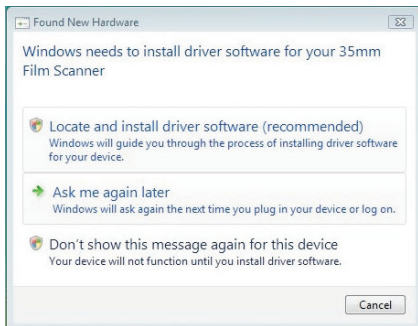 Found New Hardware
Windows needs to install driver software for your 35mm
Film Scanner
Locate and install driver software (recommended)
Windows will guide you through the process of installing driver software
for your device.
Ask me again later
Windows will ask again the next time you plug in your device or log on.
Don't show this message again for this device
Your device will not function until you install driver software.
Cancel